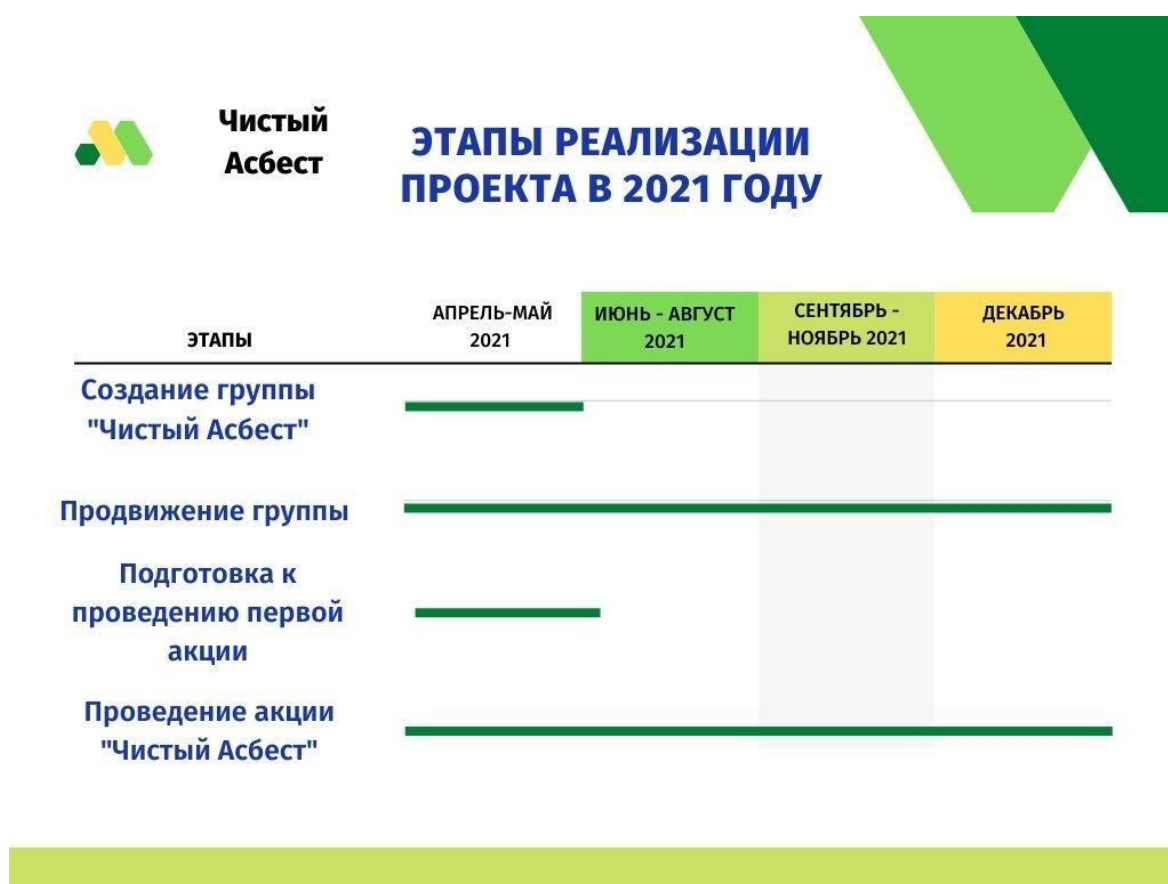 Чистый
Асбест
ЭТАПЫ РЕАЛИЗАЦИИ
ПРОЕКТА В 2021 ГОДУ
ЭТАПЫ
АПРЕЛЬ-МАЙ
2021
ИЮНЬ - АВГУСТ
2021
СЕНТЯБРЬ -
НОЯБРЬ 2021
ДЕКАБРЬ
2021
Создание группы
"Чистый Асбест"
Продвижение группы
Подготовка к
проведению первой
акции
Проведение акции
"Чистый Асбест"